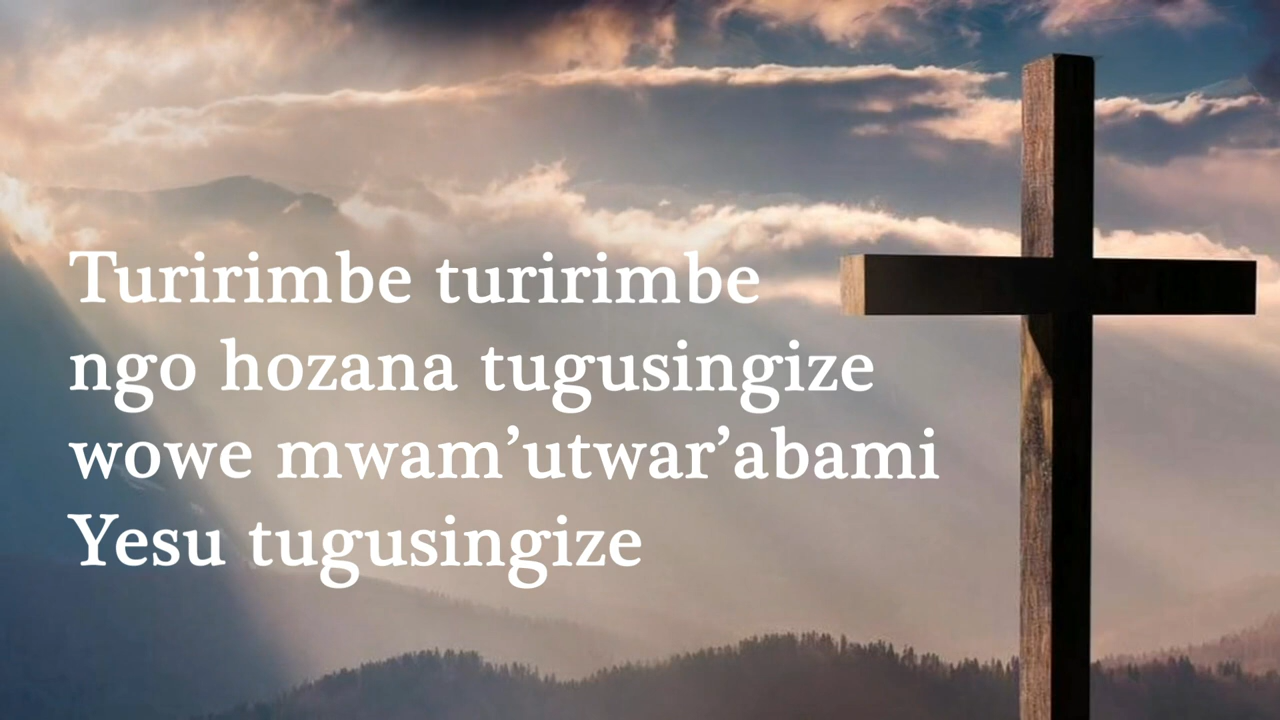 Turirimbe turirimbe
ngo hozana tugusingize
wowe mwam’utwar’abami
Yesu tugusingize